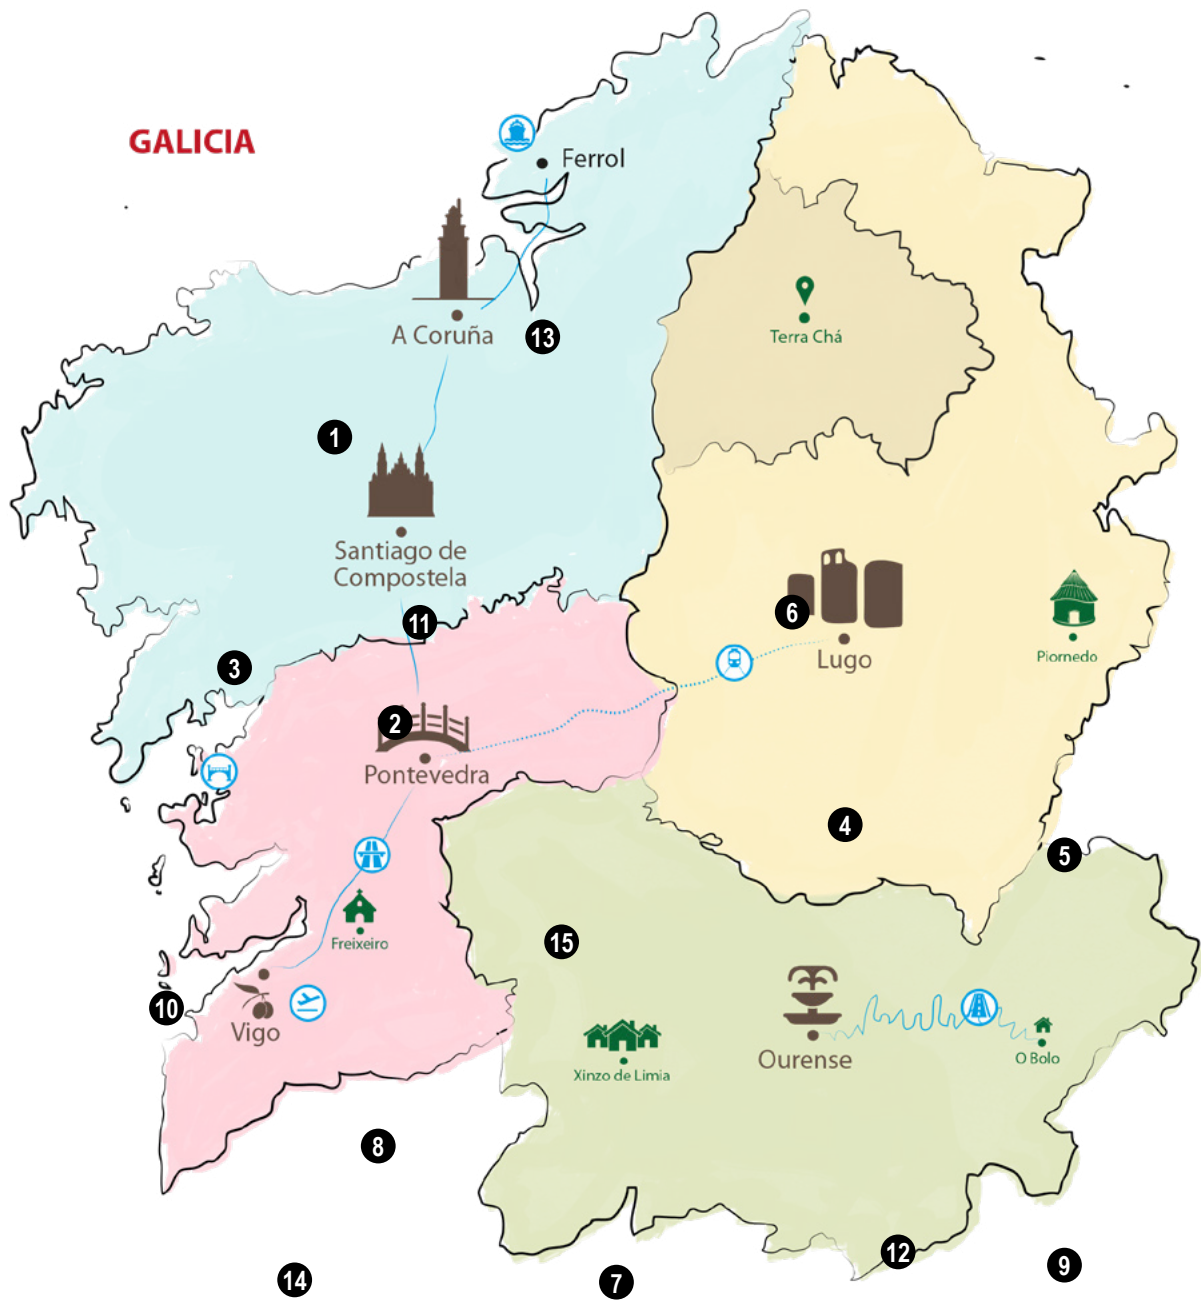 GALICIA
Ferrol
A Coruña
13
Terra Chá
1
Santiago de
Compostela
11
6
Lugo
Piornedo
3
2
Pontevedra
4
5
Freixeiro
15
10
Vigo
Xinzo de Limia
Ourense
O Bolo
8
12
9
14
7